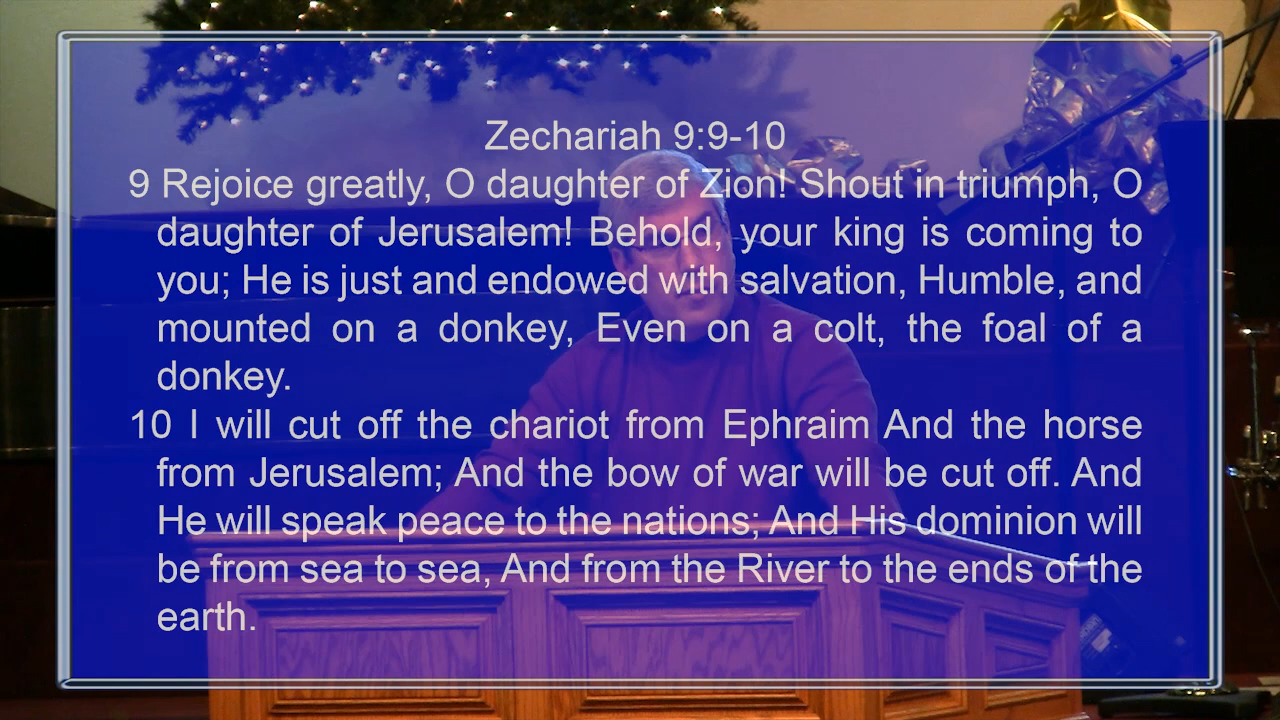 Zechariah 9:9-10
9 Rejoice greatly, O daughter of Zion! Shout in triumph, O
daughter of Jerusalem! Behold, your king is coming to
you; He is just and endowed with salvation, Humble, and
mounted on a donkey, Even on a colt, the foal of a
donkey.
10 I will cut off the chariot from Ephraim And the horse
from Jerusalem; And the bow of war will be cut off. And
He will speak peace to the nations; And His dominion will
be from sea to sea, And from the River to the ends of the
earth.